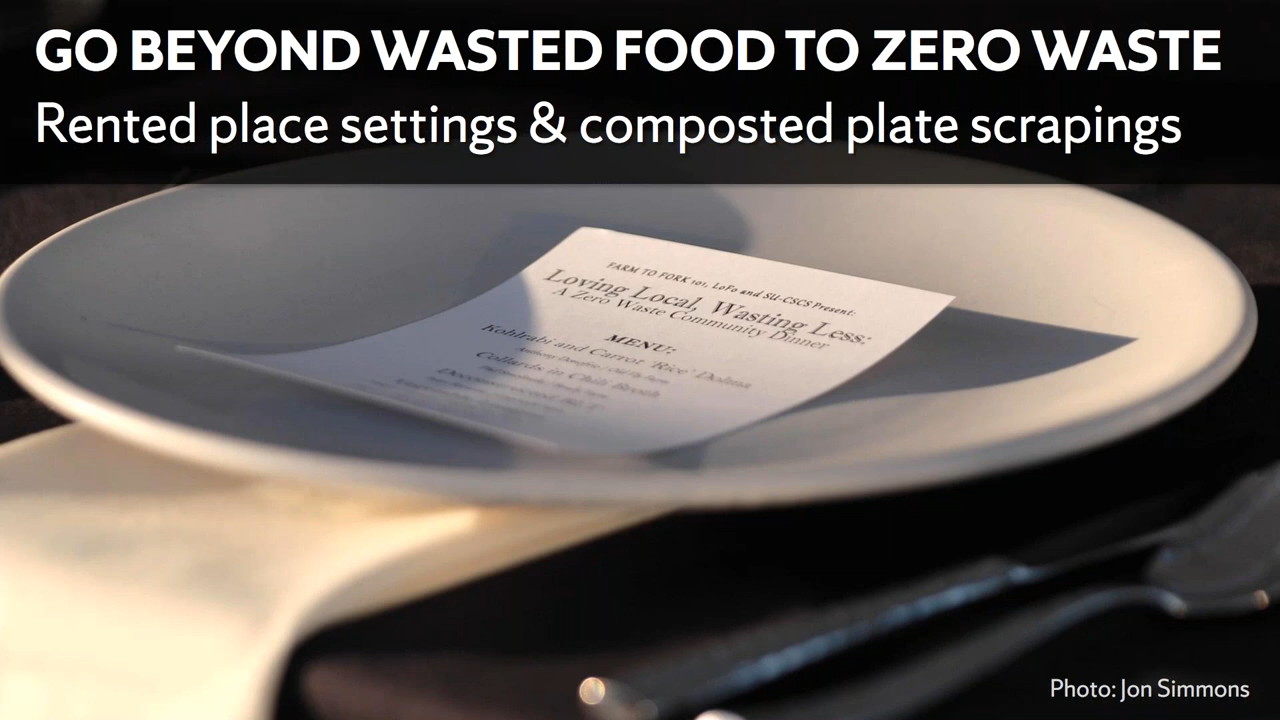 GO BEYOND WASTED FOOD TO ZERO WASTE
Rented place settings & composted plate scrapings
FARM TO FORK 101, LoFo and SU-CSCS Present:
Loving Local, Wasting Less:
A Zero Waste Community Dinner
MENU:
Kohlrabi and Carrot "Rice" Dolma
Collards in Chili Broth
Photo: Jon Simmons